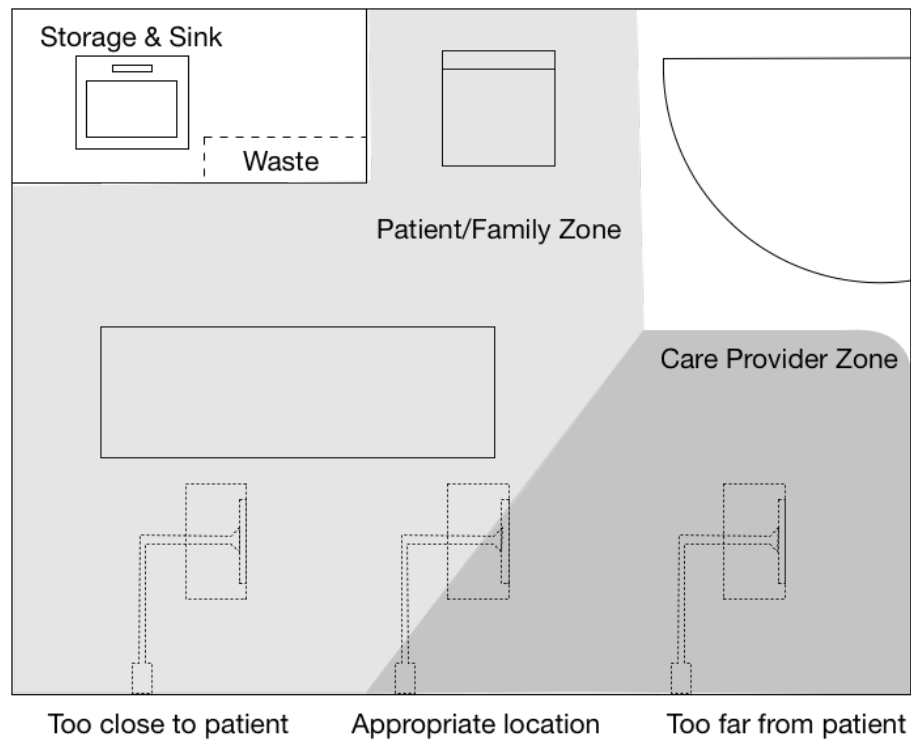 Storage & Sink
Waste
Patient/Family Zone
Care Provider Zone
Too close to patient
Appropriate location
Too far from patient